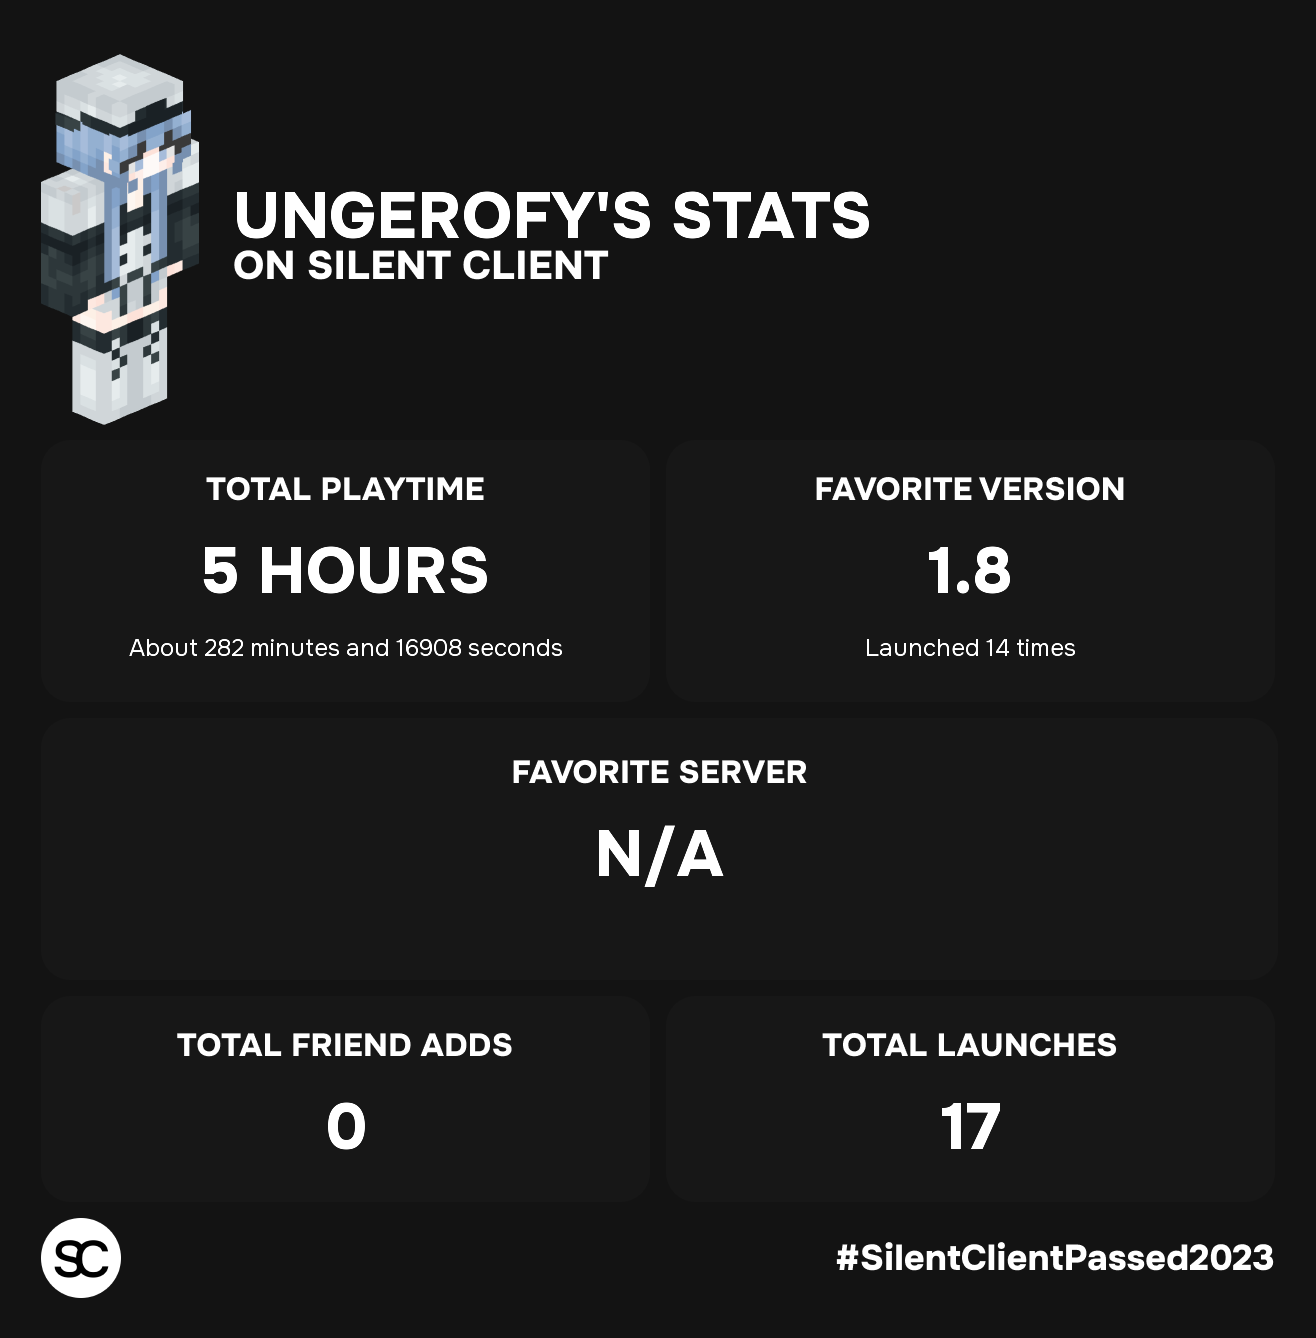 UNGEROFY'S STATS
ON SILENT CLIENT
TOTAL PLAYTIME
5 HOURS
About 282 minutes and 16908 seconds
FAVORITE VERSION
1.8
Launched 14 times
FAVORITE SERVER
N/A
TOTAL FRIEND ADDS
0
TOTAL LAUNCHES
17
SC
#SilentClientPassed2023